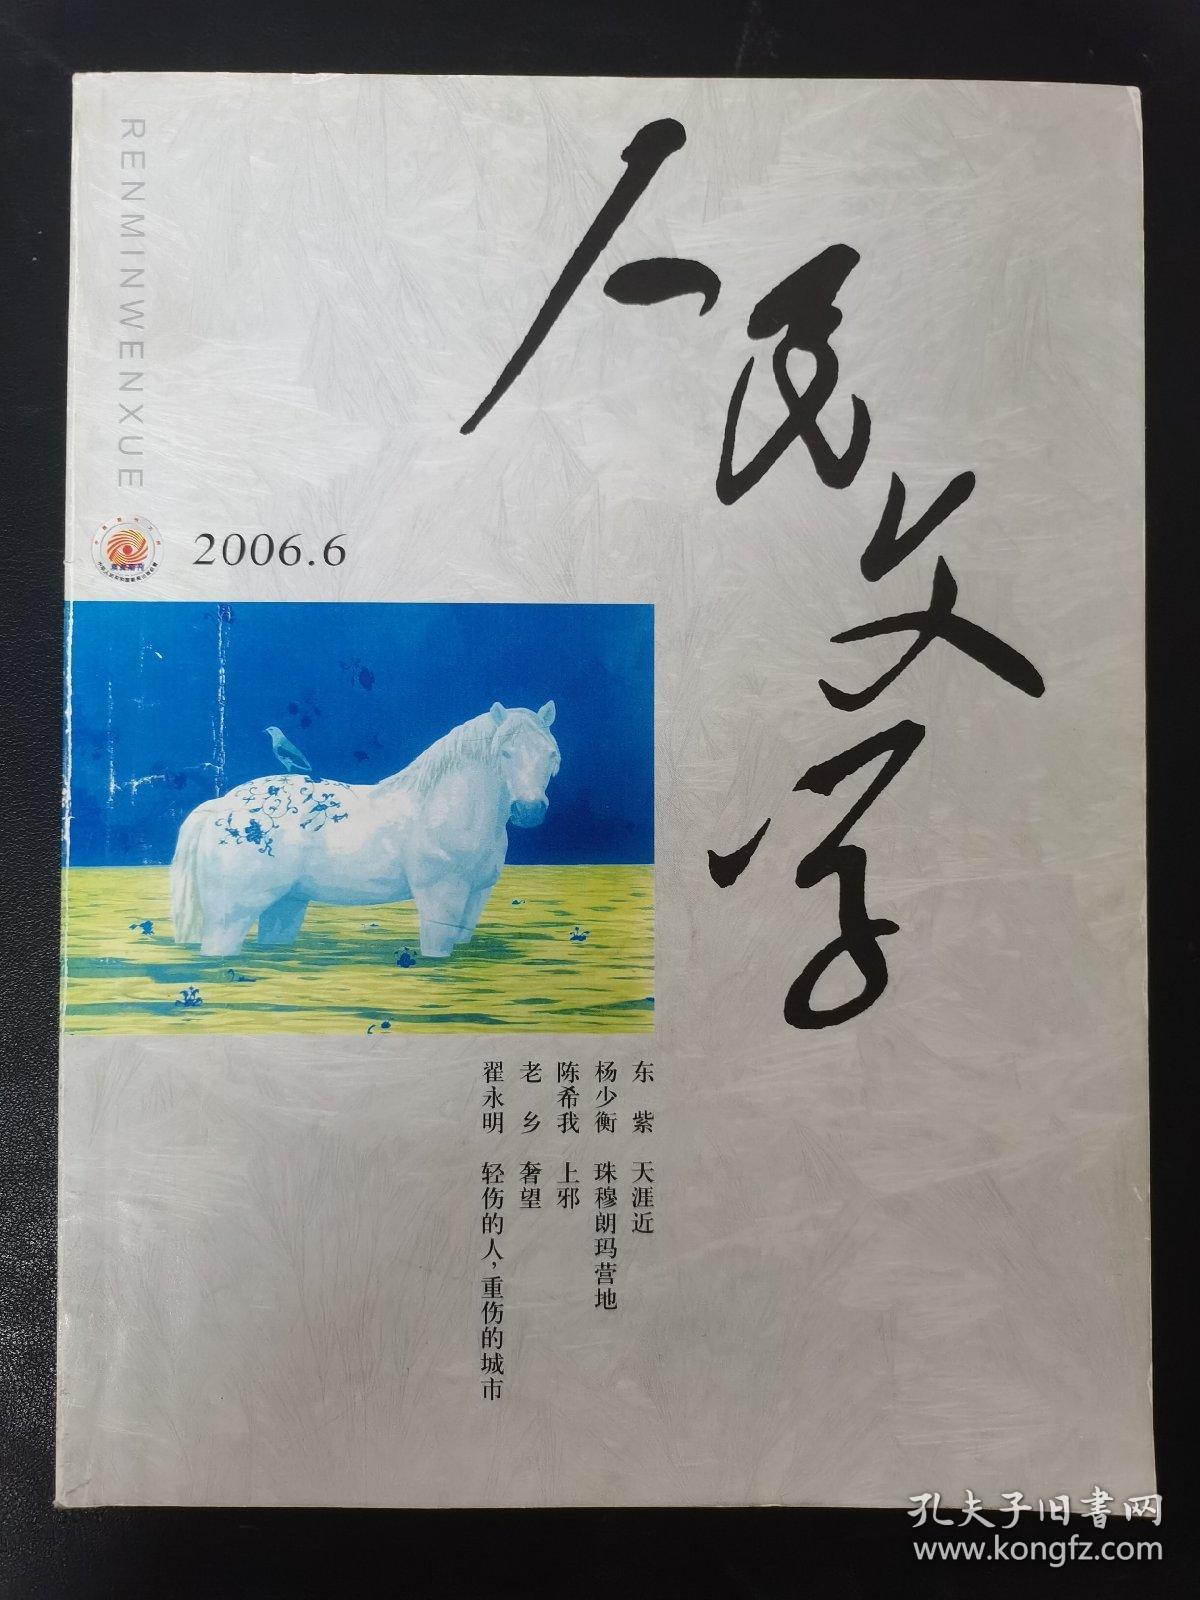 人民文学
RENMINWENXUE
2006.6
东紫 天涯近
杨少衡 珠穆朗玛营地
陈希我 上邪
老乡 奢望
翟永明 轻伤的人，重伤的城市
孔夫子旧书网
www.kongfz.com